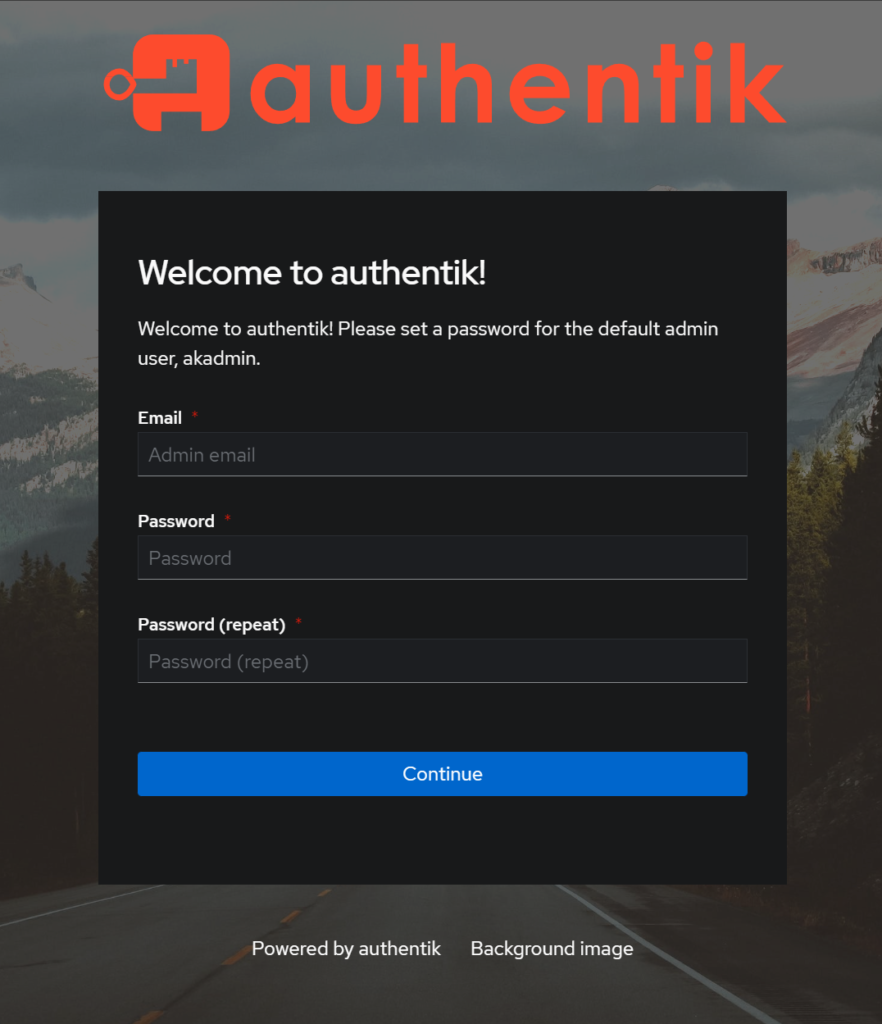 authentik
Welcome to authentik!
Welcome to authentik! Please set a password for the default admin
user, akadmin.
Email *
Admin email
Password *
Password
Password (repeat) *
Password (repeat)
Continue
Powered by authentik Background image